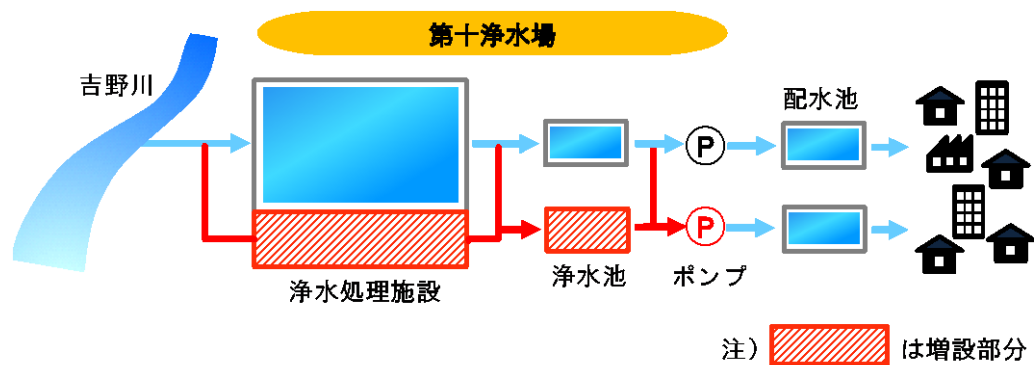 第十浄水場
吉野川
配水池
P
P
浄水処理施設
浄水池
ポンプ
注）
は増設部分